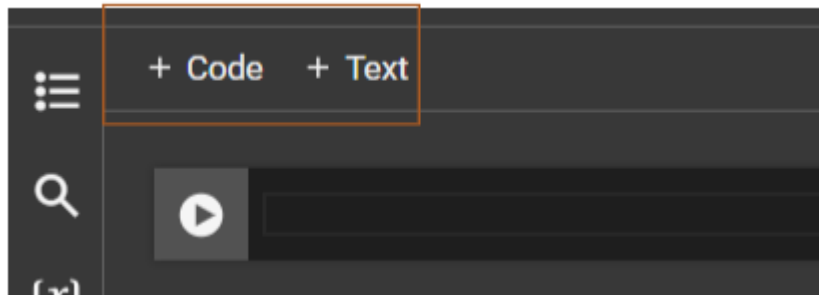 + Code + Text
{x}